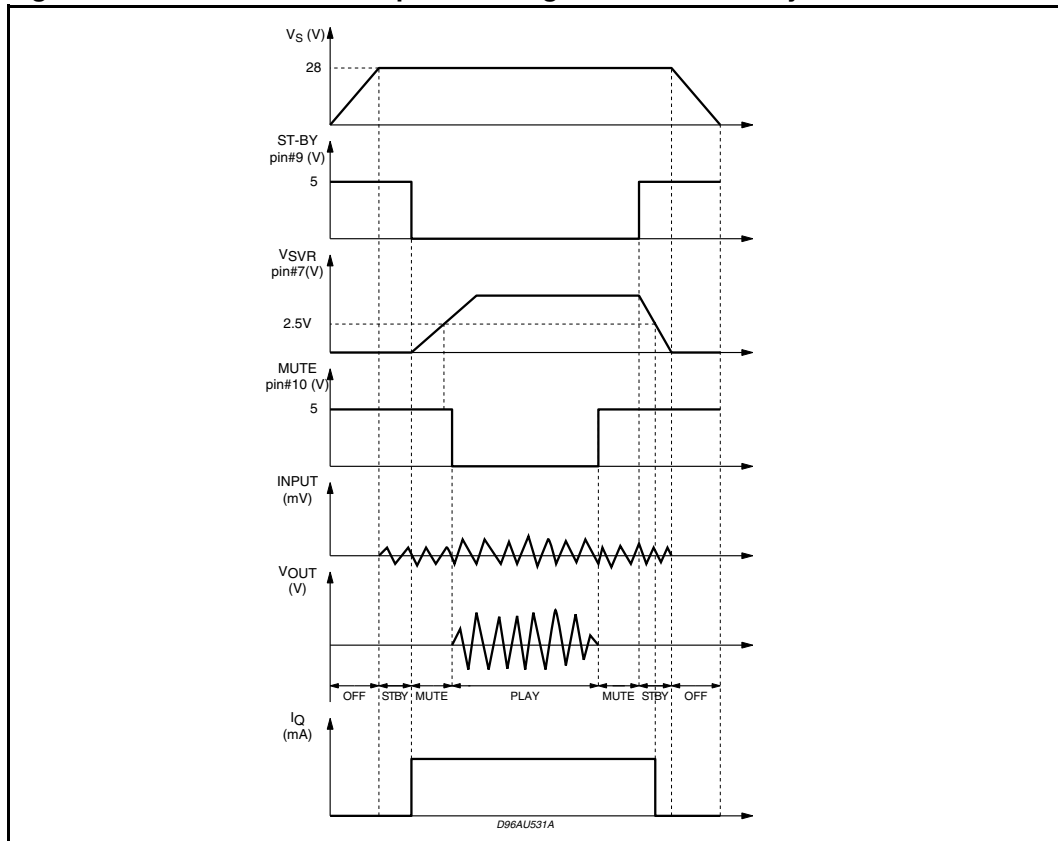 VS (V)
28
ST-BY
pin#9 (V)
5
VSVR
pin#7(V)
2.5V
MUTE
pin#10 (V)
5
INPUT
(mV)
VOUT
(V)
OFF STBY MUTE PLAY MUTE STBY OFF
IQ
(mA)
D96AU531A